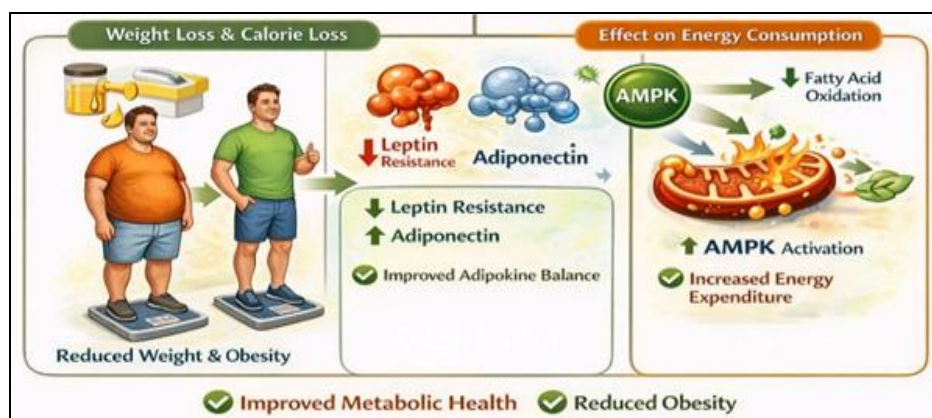 Weight Loss & Calorie Loss
Effect on Energy Consumption
Leptin
Resistance
Adiponectin
AMPK
Fatty Acid
Oxidation
Leptin Resistance
Adiponectin
Improved Adipokine Balance
AMPK Activation
Increased Energy
Expenditure
Reduced Weight & Obesity
Improved Metabolic Health
Reduced Obesity